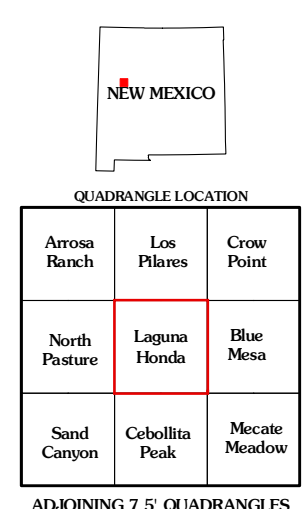 NEW MEXICO
QUADRANGLE LOCATION
Arrosa
Ranch
Los
Pilares
Crow
Point
North
Pasture
Laguna
Honda
Blue
Mesa
Sand
Canyon
Cebollita
Peak
Mecate
Meadow
ADJOINING 7.5' QUADRANGLES